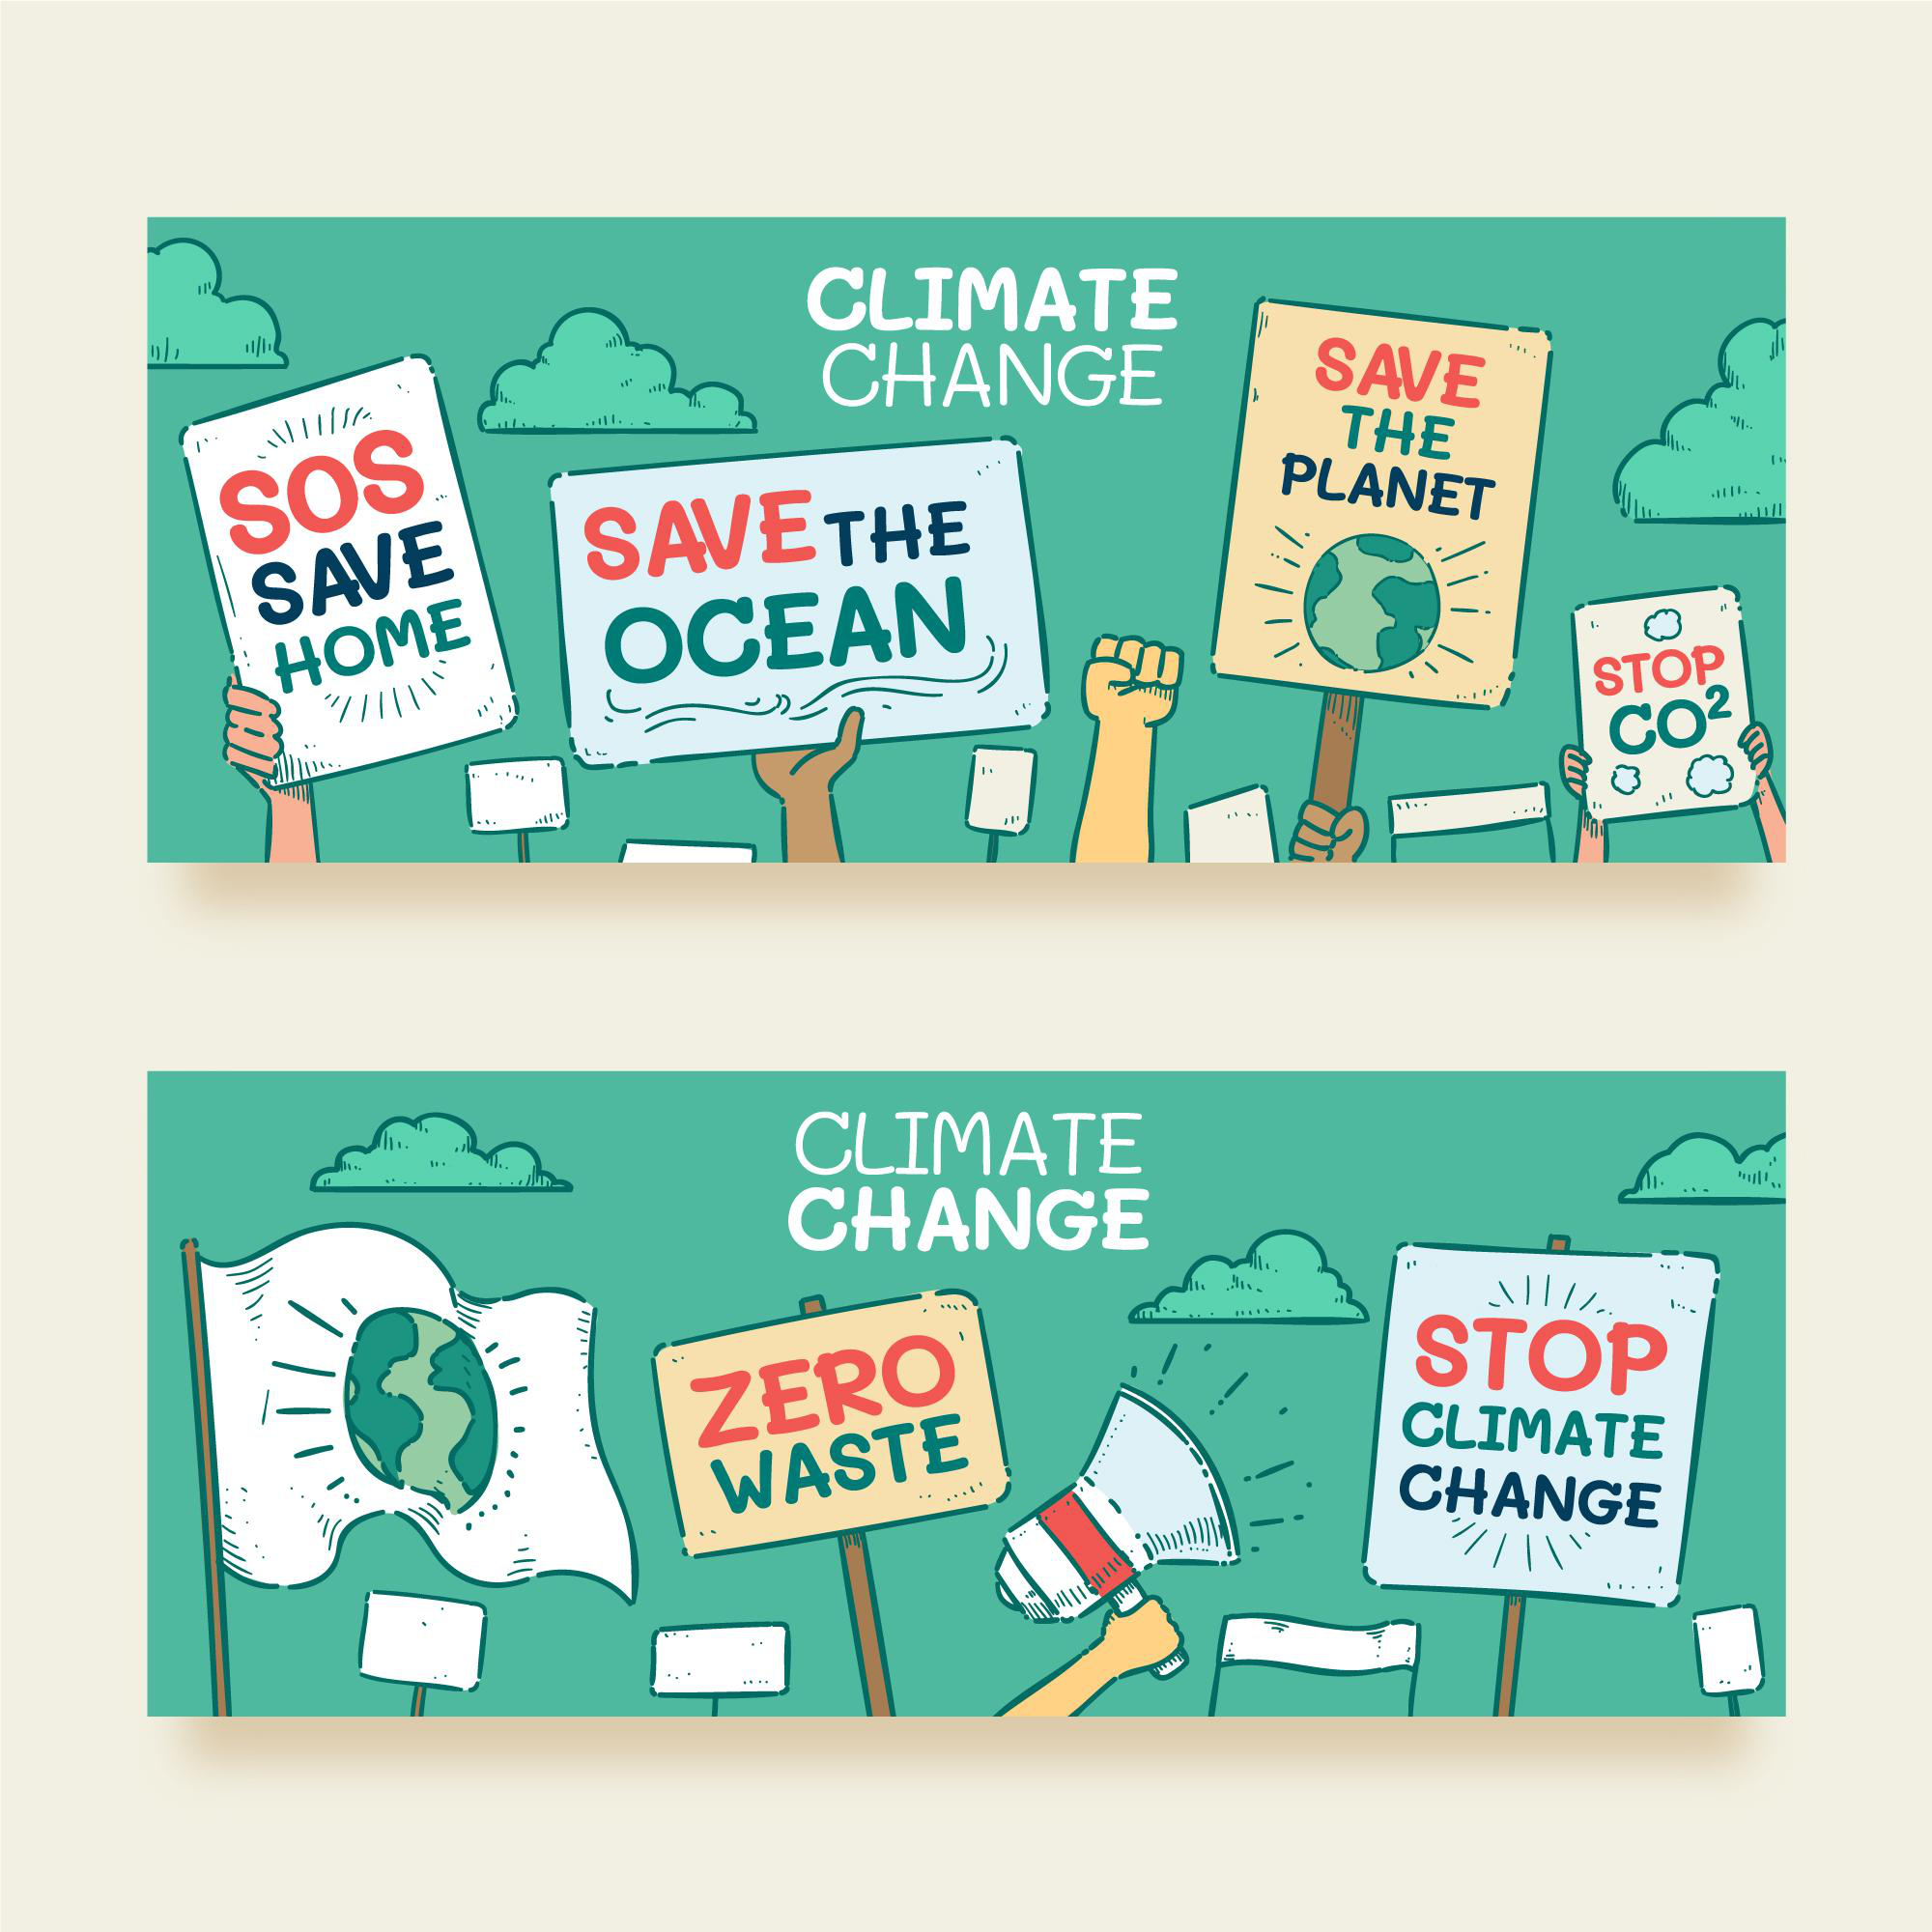 CLIMATE
CHANGE
SOS
SAVE
HOME
SAVE THE
OCEAN
SAVE
THE
PLANET
STOP
CO²
CLIMATE
CHANGE
ZERO
WASTE
STOP
CLIMATE
CHANGE